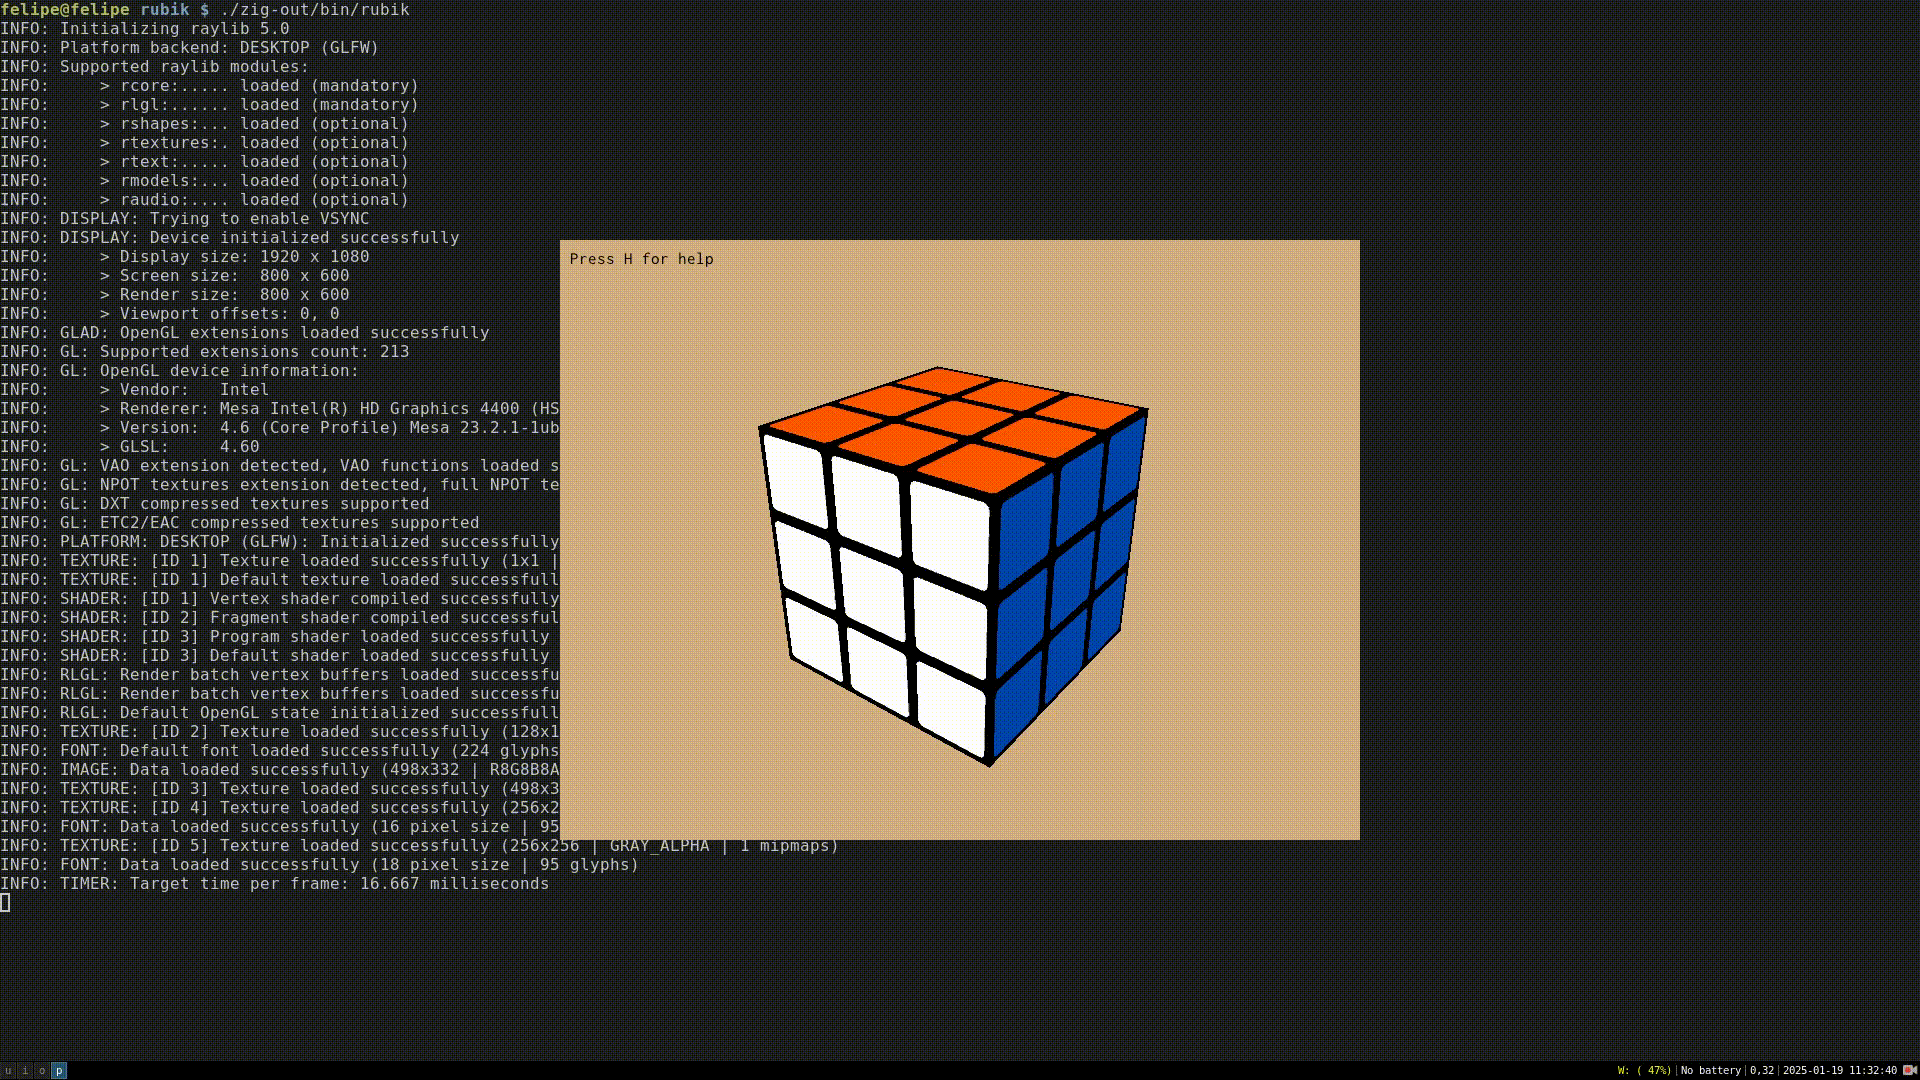 felipe@felipe rubik $ ./zig-out/bin/rubik
INFO: Initializing raylib 5.0
INFO: Platform backend: DESKTOP (GLFW)
INFO: Supported raylib modules:
INFO:     > rcore:..... loaded (mandatory)
INFO:     > rlgl:...... loaded (mandatory)
INFO:     > rshapes:... loaded (optional)
INFO:     > rtextures:. loaded (optional)
INFO:     > rtext:..... loaded (optional)
INFO:     > rmodels:... loaded (optional)
INFO:     > raudio:.... loaded (optional)
INFO: DISPLAY: Trying to enable VSYNC
INFO: DISPLAY: Device initialized successfully
INFO:     > Display size: 1920 x 1080
INFO:     > Screen size:  800 x 600
INFO:     > Render size:  800 x 600
INFO:     > Viewport offsets: 0, 0
INFO: GLAD: OpenGL extensions loaded successfully
INFO: GL: Supported extensions count: 213
INFO: GL: OpenGL device information:
INFO:     > Vendor:   Intel
INFO:     > Renderer: Mesa Intel(R) HD Graphics 4400 (HS
INFO:     > Version:  4.6 (Core Profile) Mesa 23.2.1-1ub
INFO:     > GLSL:     4.60
INFO: GL: VAO extension detected, VAO functions loaded s
INFO: GL: NPOT textures extension detected, full NPOT te
INFO: GL: DXT compressed textures supported
INFO: GL: ETC2/EAC compressed textures supported
INFO: PLATFORM: DESKTOP (GLFW): Initialized successfully
INFO: TEXTURE: [ID 1] Texture loaded successfully (1x1 |
INFO: TEXTURE: [ID 1] Default texture loaded successfull
INFO: SHADER: [ID 1] Vertex shader compiled successfully
INFO: SHADER: [ID 2] Fragment shader compiled successful
INFO: SHADER: [ID 3] Program shader loaded successfully
INFO: SHADER: [ID 3] Default shader loaded successfully
INFO: RLGL: Render batch vertex buffers loaded successfu
INFO: RLGL: Render batch vertex buffers loaded successfu
INFO: RLGL: Default OpenGL state initialized successfull
INFO: TEXTURE: [ID 2] Texture loaded successfully (128x1
INFO: FONT: Default font loaded successfully (224 glyphs
INFO: IMAGE: Data loaded successfully (498x332 | R8G8B8A
INFO: TEXTURE: [ID 3] Texture loaded successfully (498x3
INFO: TEXTURE: [ID 4] Texture loaded successfully (256x2
INFO: FONT: Data loaded successfully (16 pixel size | 95
INFO: TEXTURE: [ID 5] Texture loaded successfully (256x256 | GRAY_ALPHA | 1 mipmaps)
INFO: FONT: Data loaded successfully (18 pixel size | 95 glyphs)
INFO: TIMER: Target time per frame: 16.667 milliseconds
Press H for help
u i o p
W: ( 47%)|No battery|0,32|2025-01-19 11:32:40